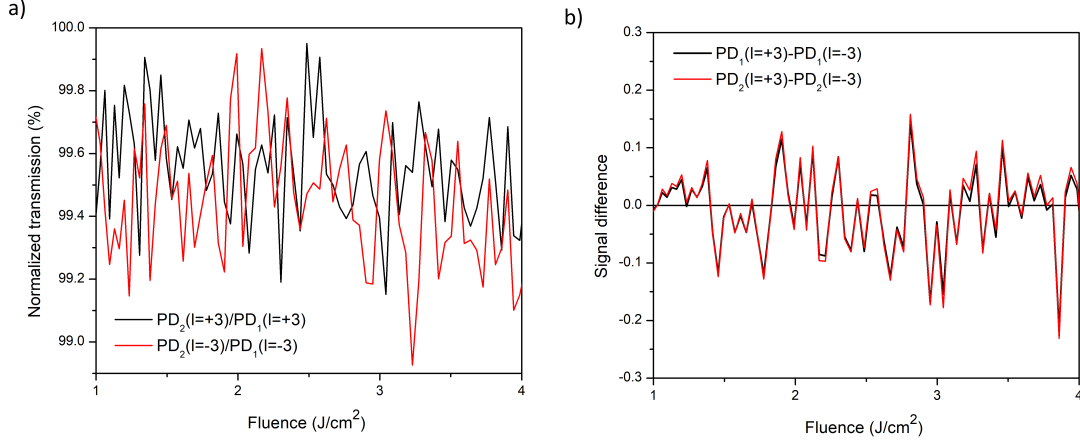 a)
100.0
99.8
99.6
99.4
99.2
99.0
Normalized transmission (%)
PD₂(l=+3)/PD₁(l=+3)
PD₂(l=-3)/PD₁(l=-3)
1
2
3
4
Fluence (J/cm²)
b)
0.3
0.2
0.1
0.0
-0.1
-0.2
-0.3
Signal difference
PD₁(l=+3)-PD₁(l=-3)
PD₂(l=+3)-PD₂(l=-3)
1
2
3
4
Fluence (J/cm²)